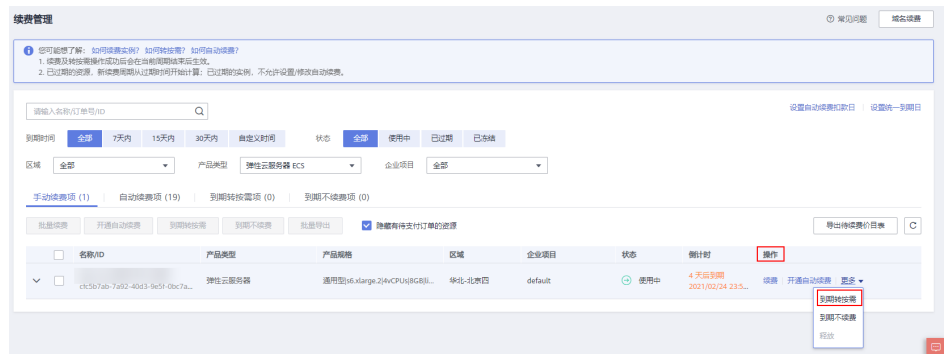 续费管理
常见问题 域名续费
您可能想了解： 如何续费实例？ 如何转按需？ 如何自动续费？
1. 续费及转按需操作成功后会在当前周期结束后生效。
2. 已过期的资源，新续费周期从过期时间开始计算；已过期的实例，不允许设置/修改自动续费。
请输入名称/订单号/ID
设置自动续费扣款日 设置统一到期日
到期时间 全部 7天内 15天内 30天内 自定义时间 状态 全部 使用中 已过期 已冻结
区域 全部 产品类型 弹性云服务器 ECS 企业项目 全部
手动续费项 (1) 自动续费项 (19) 到期转按需项 (0) 到期不续费项 (0)
批量续费 开通自动续费 到期转按需 到期不续费 批量导出 隐藏有待支付订单的资源 导出待续费价目表
名称/ID 产品类型 产品规格 区域 企业项目 状态 倒计时 操作
cfc5b7ab-7a92-40d3-9e5f-0bc7a... 弹性云服务器 通用型|s6.xlarge.2|4vCPUs|8GB|li... 华北-北京四 default 使用中 4 天后到期 续费 开通自动续费 更多
2021/02/24 23:5...
到期转按需
到期不续费
释放